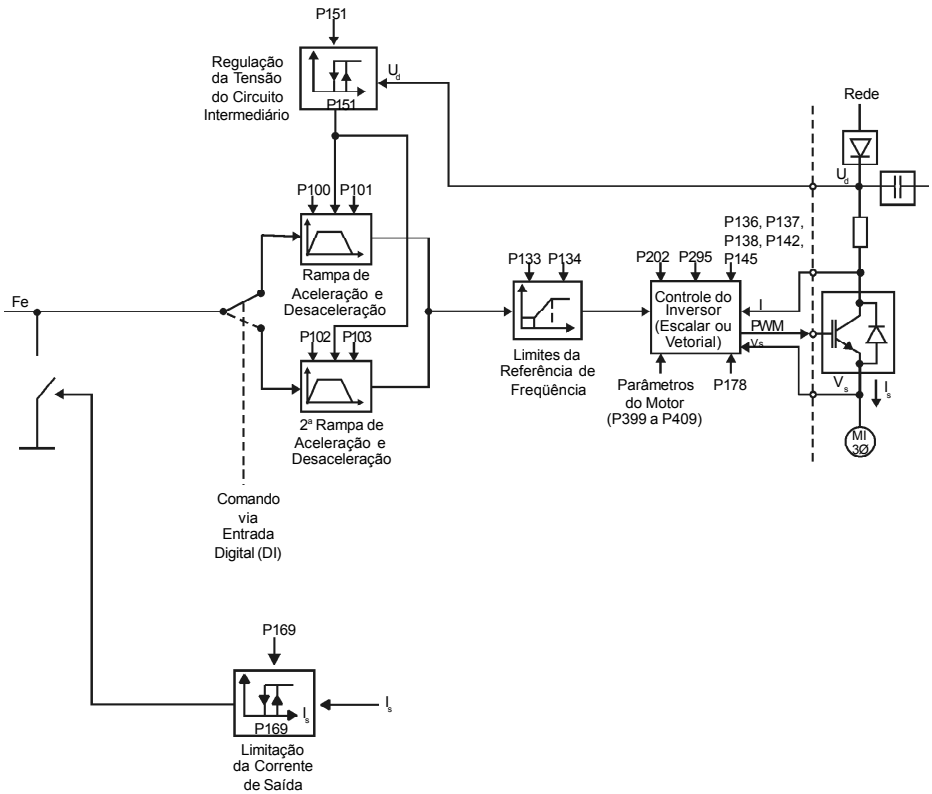 P151
Regulação
da Tensão
do Circuito
Intermediário
P151
Ud
Rede
Ud
P100 P101
Rampa de
Aceleração e
Desaceleração
Fe
P102 P103
2ª Rampa de
Aceleração e
Desaceleração
Comando
via
Entrada
Digital (DI)
P133 P134
Limites da
Referência de
Freqüência
P202 P295
P136, P137,
P138, P142,
P145
Controle do
Inversor
(Escalar ou
Vetorial)
I
PWM
Vs
Parâmetros
do Motor
(P399 a P409)
P178
Vs
Is
MI
3Ø
P169
Is
P169
Is
Limitação
da Corrente
de Saída